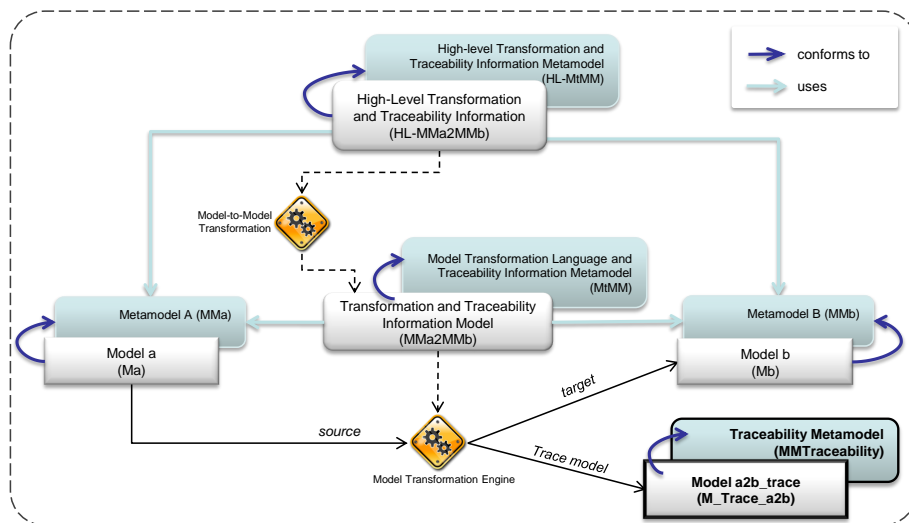 High-level Transformation and
Traceability Information Metamodel
(HL-MtMM)
conforms to
uses
High-Level Transformation
and Traceability Information
(HL-MMa2MMb)
Model-to-Model
Transformation
Model Transformation Language and
Traceability Information Metamodel
(MtMM)
Metamodel A (MMa)
Transformation and Traceability
Information Model
(MMa2MMb)
Metamodel B (MMb)
Model a
(Ma)
Model b
(Mb)
target
source
Trace model
Model Transformation Engine
Traceability Metamodel
(MMTraceability)
Model a2b_trace
(M_Trace_a2b)